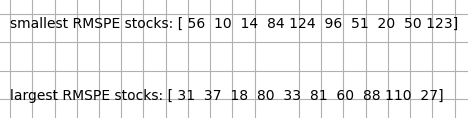 smallest RMSPE stocks: [ 56 10 14 84 124 96 51 20 50 123]
largest RMSPE stocks: [ 31 37 18 80 33 81 60 88 110 27]